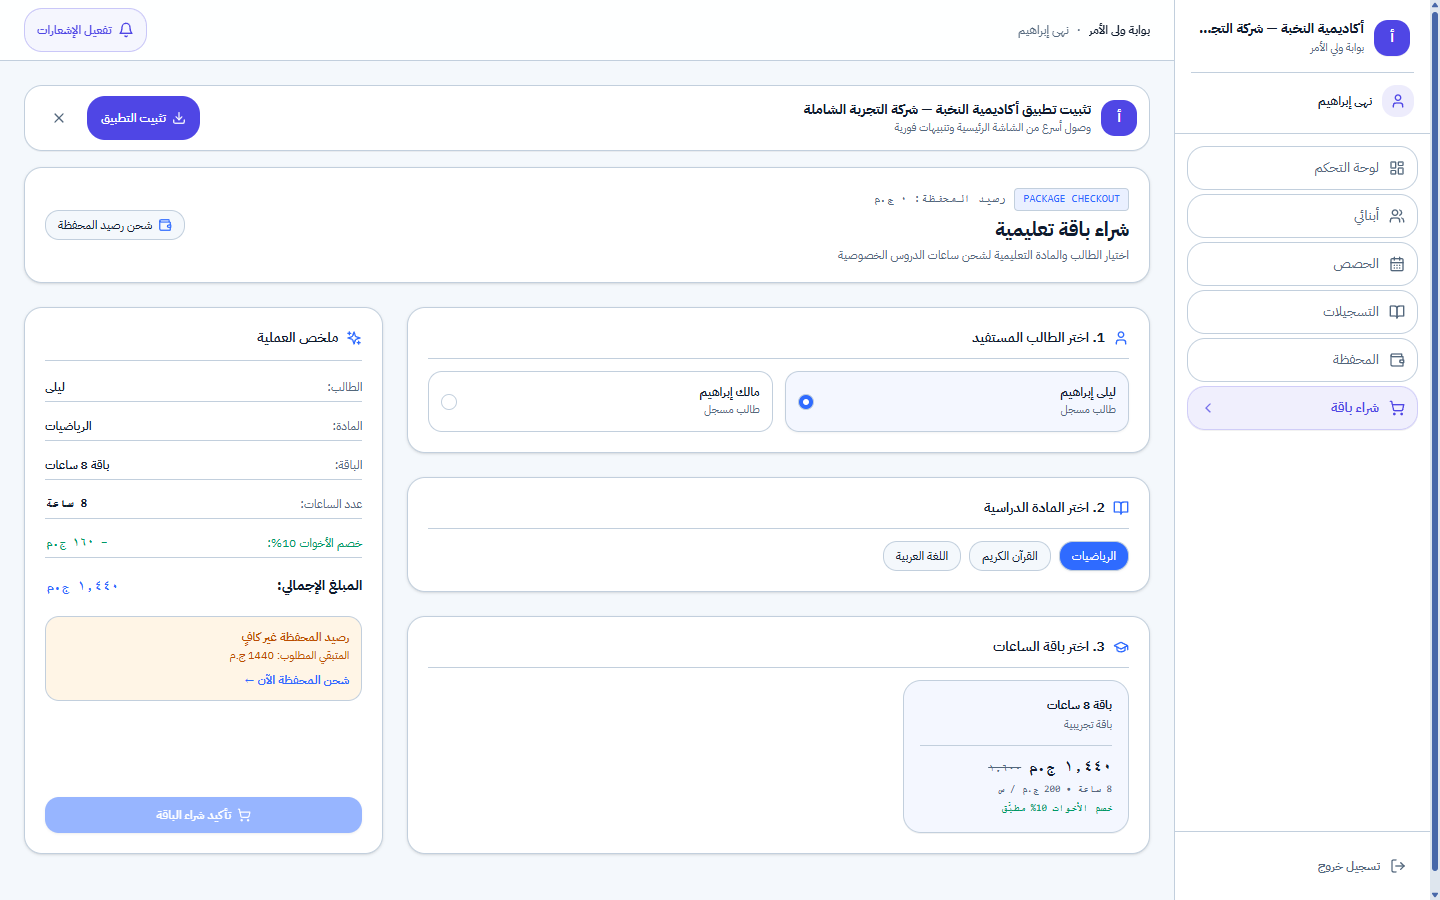 أكاديمية النخبة — شركة التجـ...
بوابة ولي الأمر
أ
نهى إبراهيم
لوحة التحكم
أبنائي
الحصص
التسجيلات
المحفظة
شراء باقة
تسجيل خروج
بوابة ولي الأمر · نهى إبراهيم
تفعيل الإشعارات
أ
تثبيت تطبيق أكاديمية النخبة — شركة التجربة الشاملة
وصول أسرع من الشاشة الرئيسية وتنبيهات فورية
تثبيت التطبيق
PACKAGE CHECKOUT رصيد المحفظة: ٠ ج.م
شراء باقة تعليمية
اختيار الطالب والمادة التعليمية لشحن ساعات الدروس الخصوصية
شحن رصيد المحفظة
1. اختر الطالب المستفيد
ليلى إبراهيم
طالب مسجل
مالك إبراهيم
طالب مسجل
2. اختر المادة الدراسية
الرياضيات
القرآن الكريم
اللغة العربية
3. اختر باقة الساعات
باقة 8 ساعات
باقة تجريبية
١,٤٤٠ ج.م ١,٦٠٠
8 ساعة • 200 ج.م / س
خصم الأخوات 10% مطبّق
ملخص العملية
الطالب: ليلى
المادة: الرياضيات
الباقة: باقة 8 ساعات
عدد الساعات: 8 ساعة
خصم الأخوات 10%: − ١٦٠ ج.م
المبلغ الإجمالي: ١,٤٤٠ ج.م
رصيد المحفظة غير كافٍ
المتبقي المطلوب: 1440 ج.م
شحن المحفظة الآن ←
تأكيد شراء الباقة